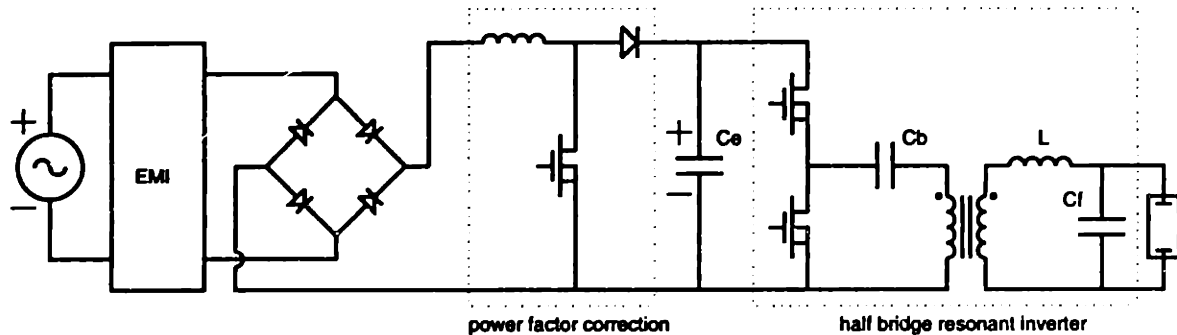 +
−
EMI
+
−
Ce
Cb
L
Cf
power factor correction
half bridge resonant inverter